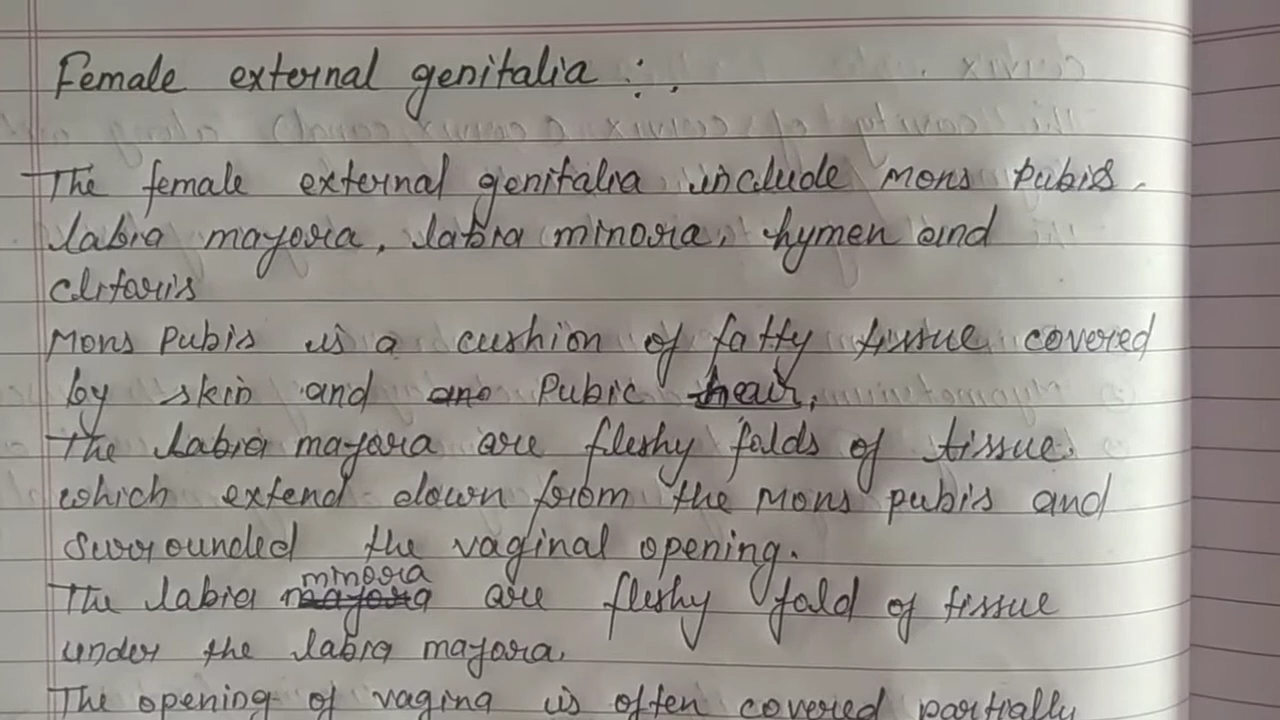 Female external genitalia :.
The female external genitalia include mons pubis,
labia mayora, labia minora, hymen and
clitoris
Mons Pubis is a cushion of fatty tissue covered
by skin and and Pubic hair,
The labia majora are fleshy folds of tissue,
which extend down from the Mons pubis and
surrounded the vaginal opening.
The labia minora are fleshy fold of tissue
under the labia majora.
The opening of vagina is often covered partially